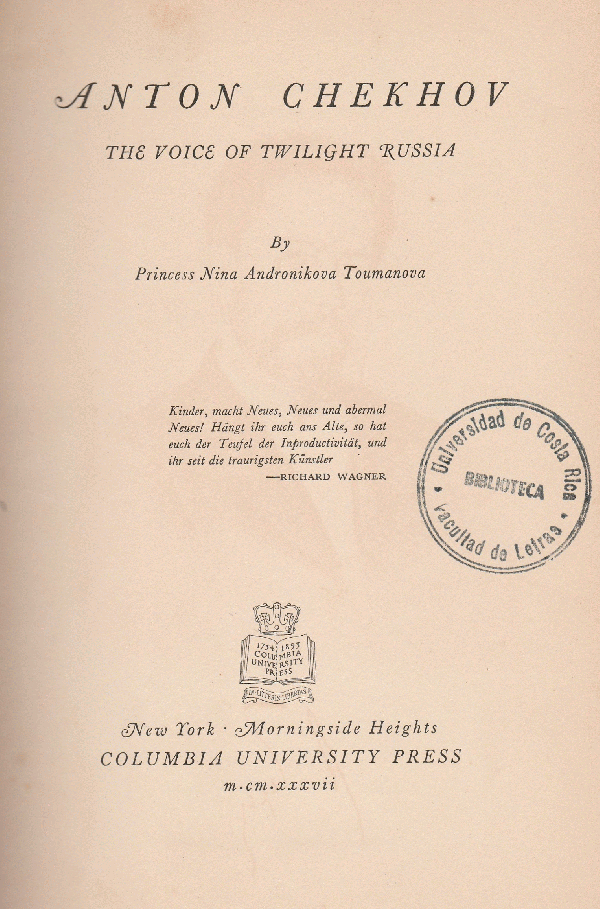 ANTON CHEKHOV
THE VOICE OF TWILIGHT RUSSIA
By
Princess Nina Andronikova Toumanova
Kinder, macht Neues, Neues und abermal
Neues! Hängt ihr euch ans Alte, so hat
euch der Teufel der Inproductivität, und
ihr seit die traurigsten Künstler
—RICHARD WAGNER
Universidad de Costa Rica
BIBLIOTECA
Facultad de Letras
1754 1893
COLUMBIA
UNIVERSITY
PRESS
IN LITTERIS LIBERTAS
New York · Morningside Heights
COLUMBIA UNIVERSITY PRESS
m·cm·xxxvii